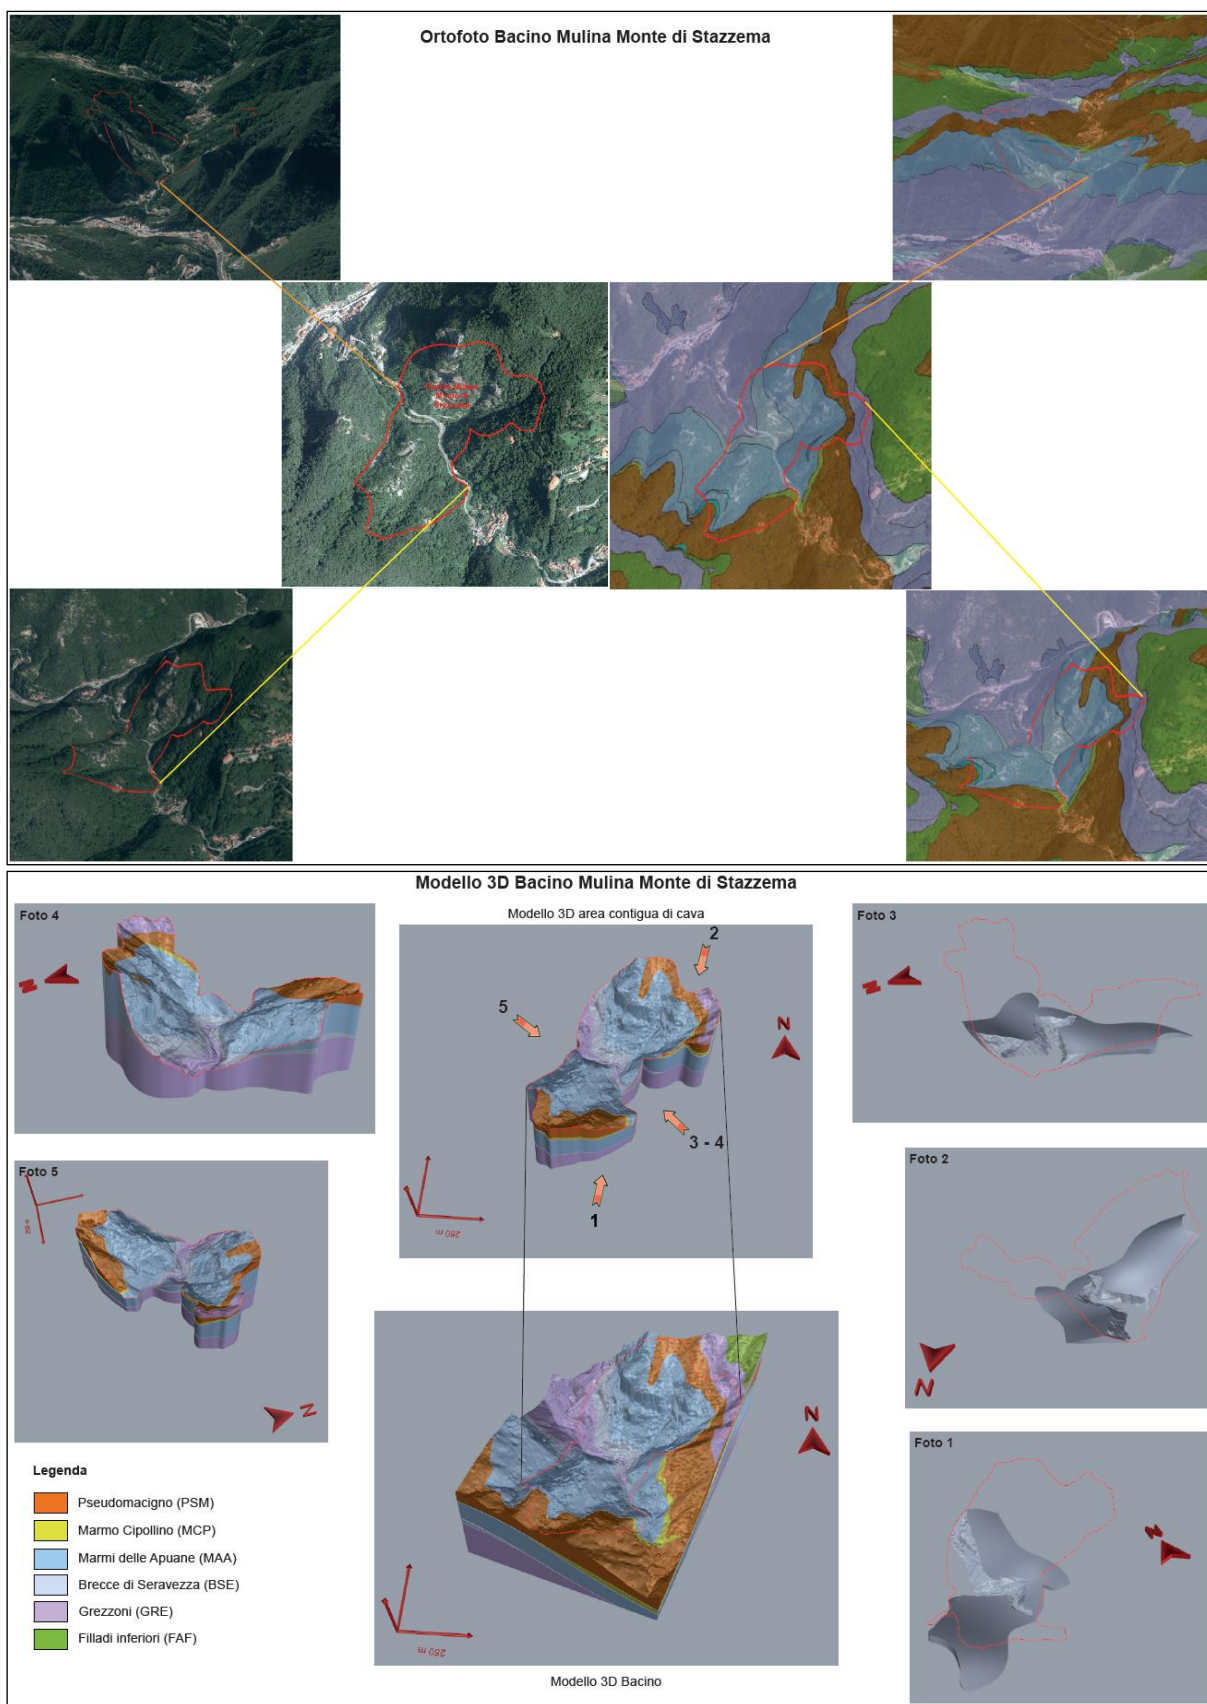 Ortofoto Bacino Mulina Monte di Stazzema
Modello 3D Bacino Mulina Monte di Stazzema
Foto 4
Modello 3D area contigua di cava
Foto 3
2
5
N
N
N
3 - 4
1
260 m
Foto 5
Foto 2
N
N
N
260 m
Foto 1
Legenda
Pseudomacigno (PSM)
Marmo Cipollino (MCP)
Marmi delle Apuane (MAA)
Brecce di Seravezza (BSE)
Grezzoni (GRE)
Filladi inferiori (FAF)
Modello 3D Bacino